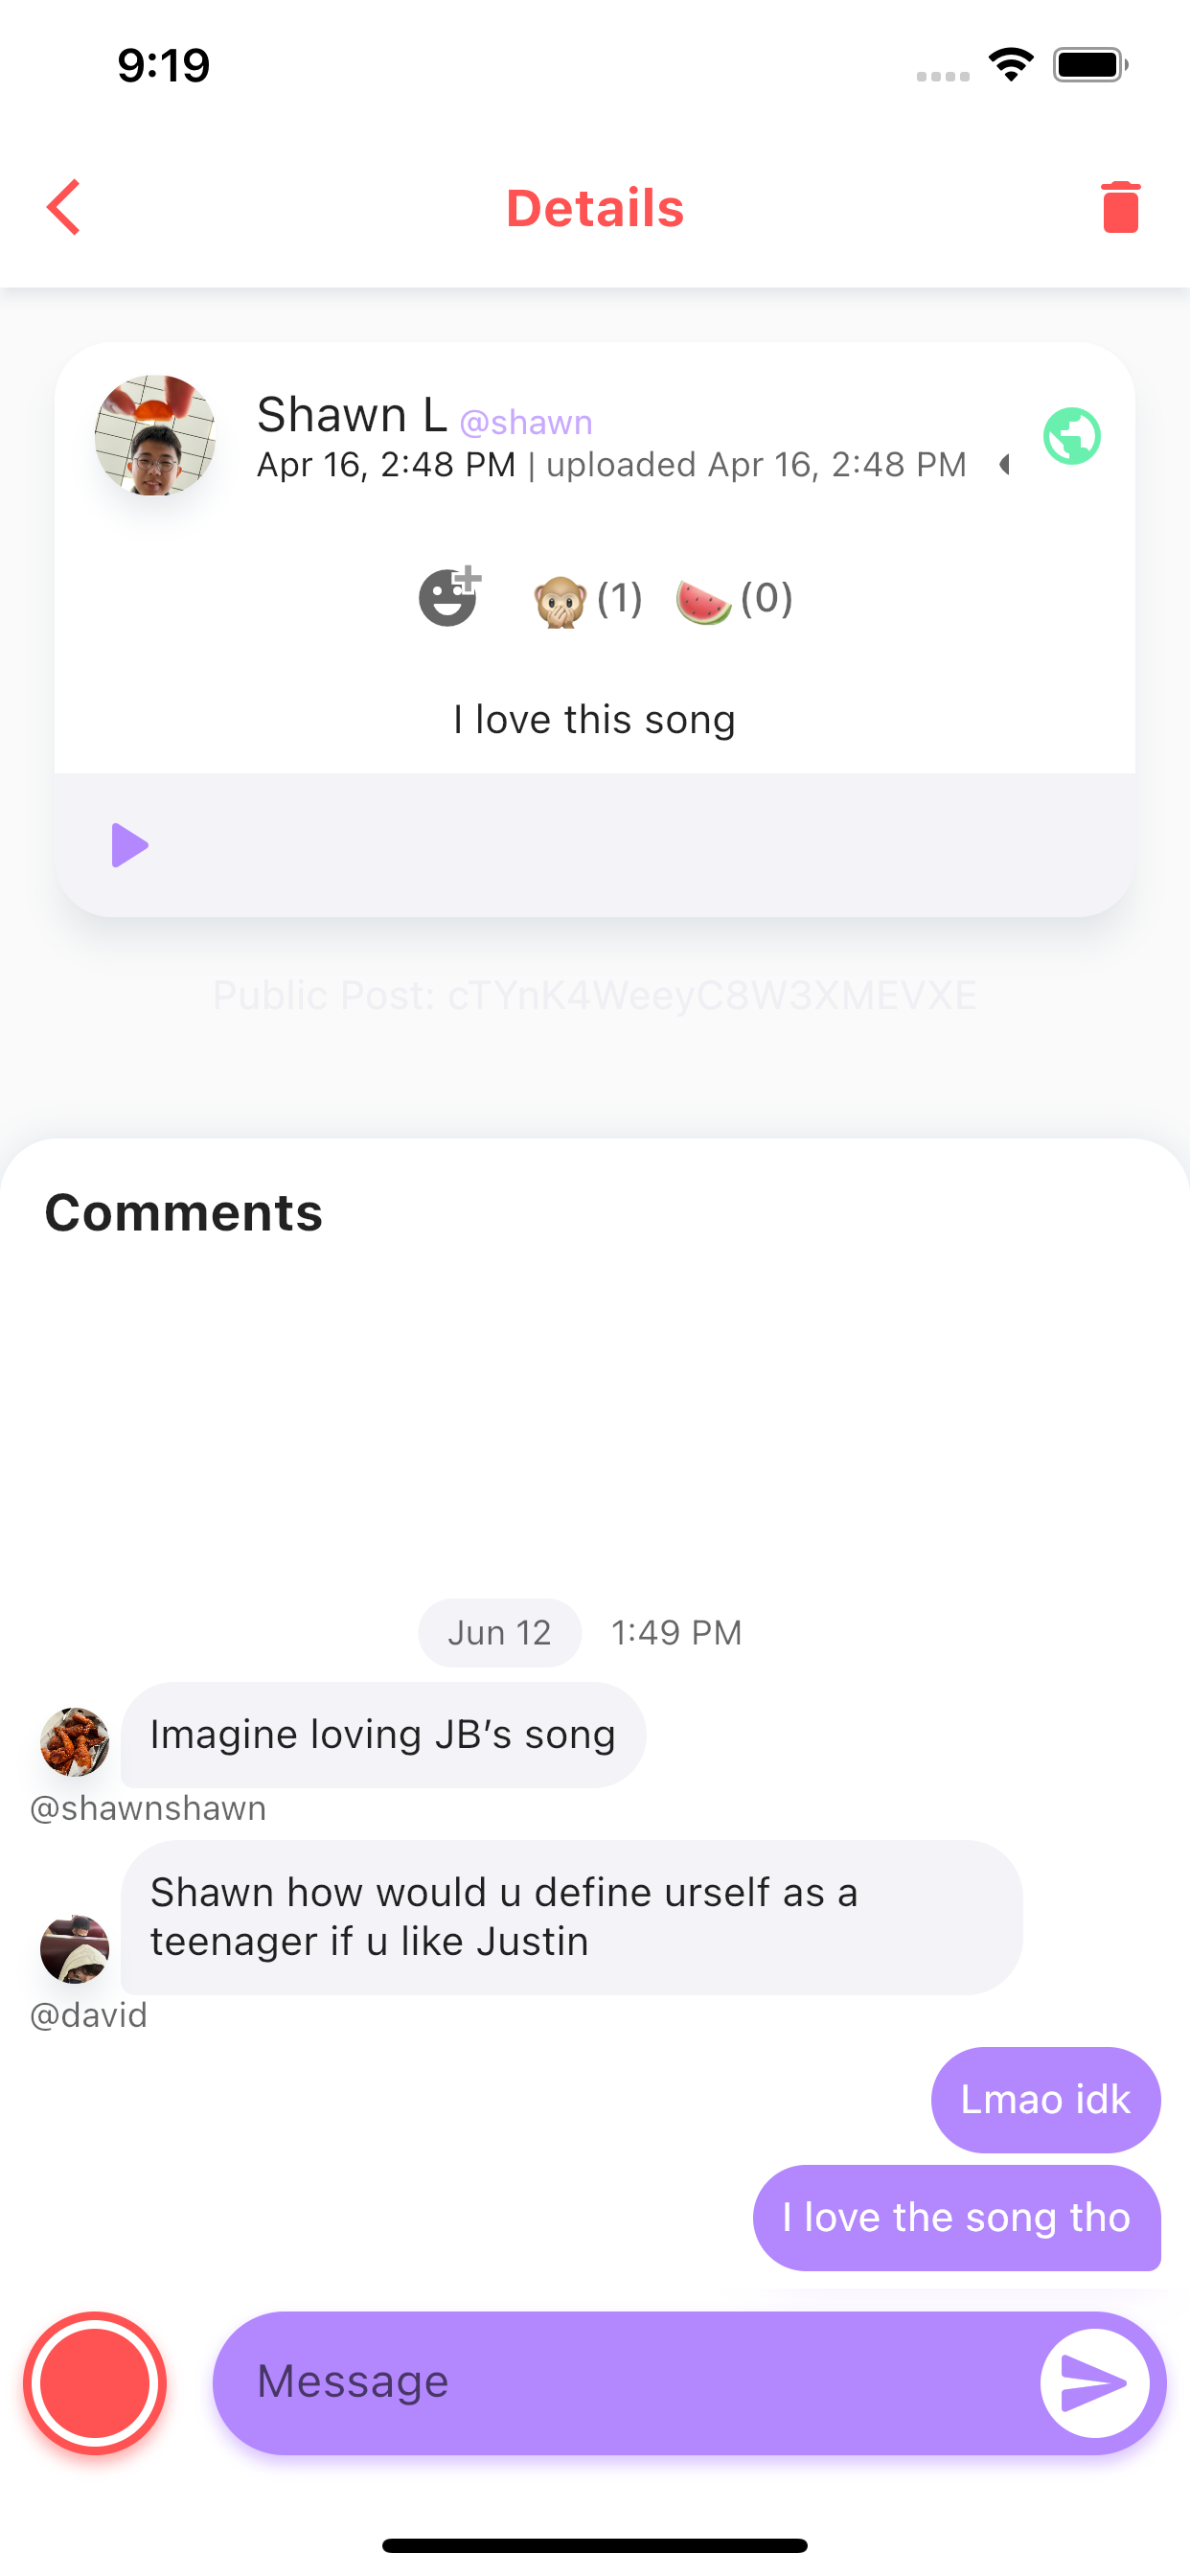 9:19
Details
Shawn L @shawn
Apr 16, 2:48 PM | uploaded Apr 16, 2:48 PM
(1) (0)
I love this song
Public Post: cTYnK4WeeyC8W3XMEVXE
Comments
Jun 12 1:49 PM
Imagine loving JB’s song
@shawnshawn
Shawn how would u define urself as a
teenager if u like Justin
@david
Lmao idk
I love the song tho
Message